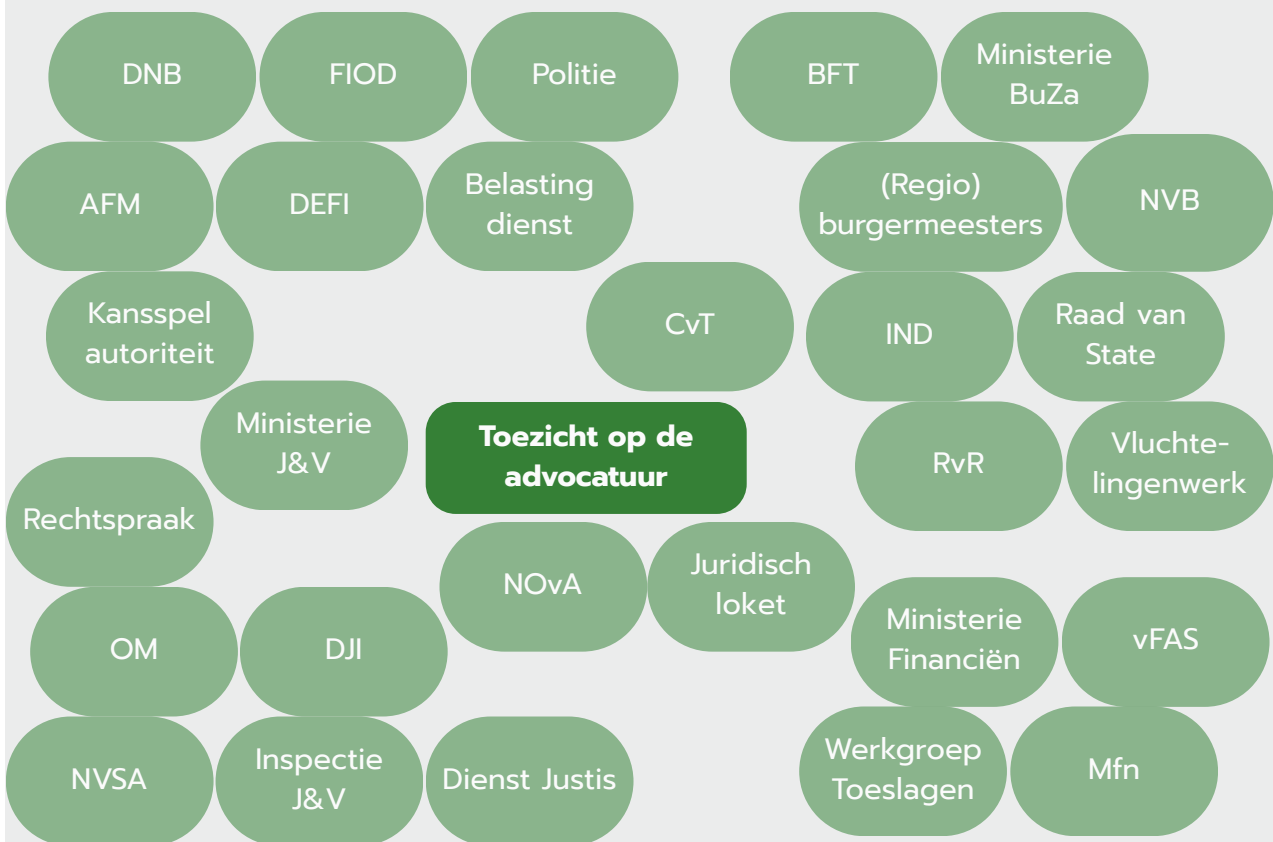 DNB
FIOD
Politie
BFT
Ministerie
BuZa
AFM
DEFI
Belasting
dienst
(Regio)
burgermeesters
NVB
Kansspel
autoriteit
CvT
IND
Raad van
State
Ministerie
J&V
Toezicht op de
advocatuur
RvR
Vluchte-
lingenwerk
Rechtspraak
NOvA
Juridisch
loket
OM
DJI
Ministerie
Financiën
vFAS
NVSA
Inspectie
J&V
Dienst Justis
Werkgroep
Toeslagen
Mfn